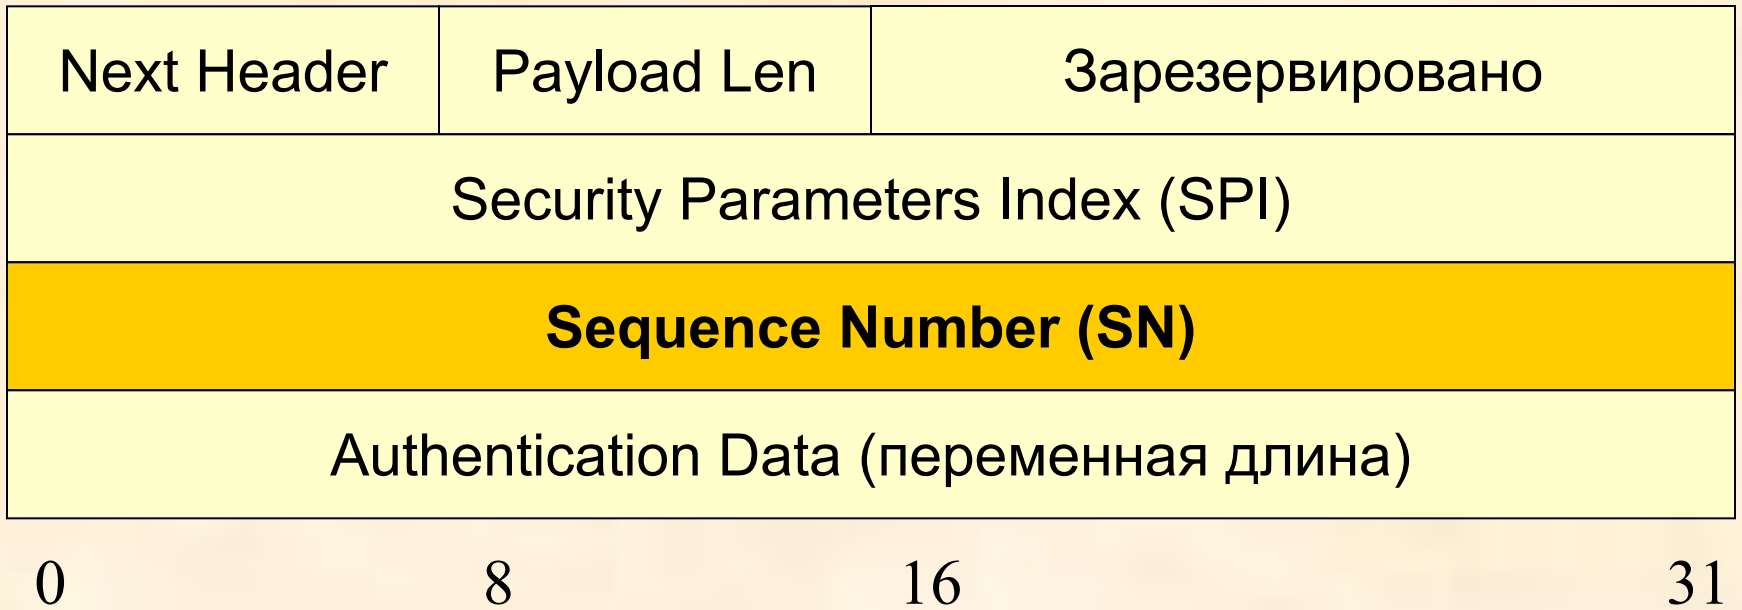 Next Header Payload Len Зарезервировано
Security Parameters Index (SPI)
Sequence Number (SN)
Authentication Data (переменная длина)
0 8 16 31